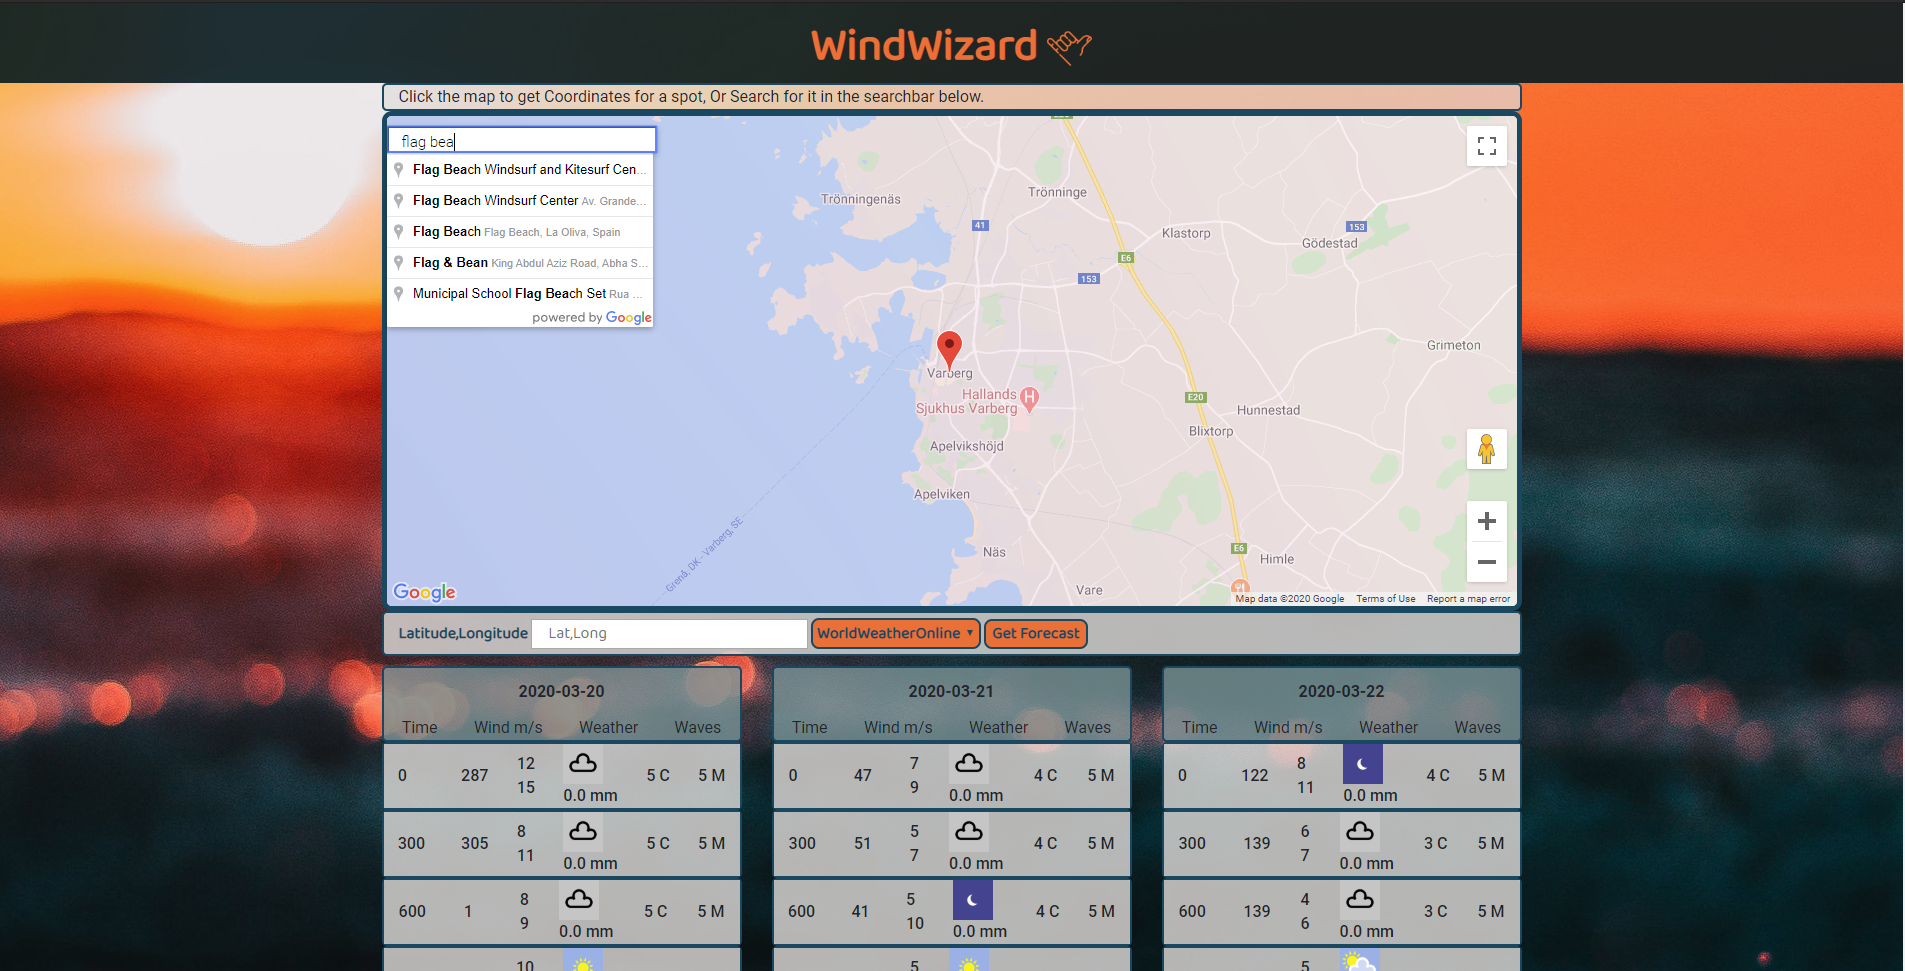 WindWizard
Click the map to get Coordinates for a spot, Or Search for it in the searchbar below.
flag bea
Flag Beach Windsurf and Kitesurf Cen...
Flag Beach Windsurf Center Av. Grande...
Flag Beach Flag Beach, La Oliva, Spain
Flag & Bean King Abdul Aziz Road, Abha S...
Municipal School Flag Beach Set Rua ...
powered by Google
Trönningenäs
Trönninge
41
153
Klastorp
Gödestad
E6
153
Grimeton
Varberg
Hallands
Sjukhus Varberg
H
E20
Hunnestad
Blixtorp
Apelvikshöjd
Apelviken
Grenå, DK - Varberg, SE
Näs
E6
Himle
Vare
Google
Map data ©2020 Google Terms of Use Report a map error
Latitude,Longitude Lat,Long WorldWeatherOnline Get Forecast
2020-03-20
Time Wind m/s Weather Waves
0 287 12 15 0.0 mm 5 C 5 M
300 305 8 11 0.0 mm 5 C 5 M
600 1 8 9 0.0 mm 5 C 5 M
10
2020-03-21
Time Wind m/s Weather Waves
0 47 7 9 0.0 mm 4 C 5 M
300 51 5 7 0.0 mm 4 C 5 M
600 41 5 10 0.0 mm 4 C 5 M
5
2020-03-22
Time Wind m/s Weather Waves
0 122 8 11 0.0 mm 4 C 5 M
300 139 6 7 0.0 mm 3 C 5 M
600 139 4 6 0.0 mm 3 C 5 M
5